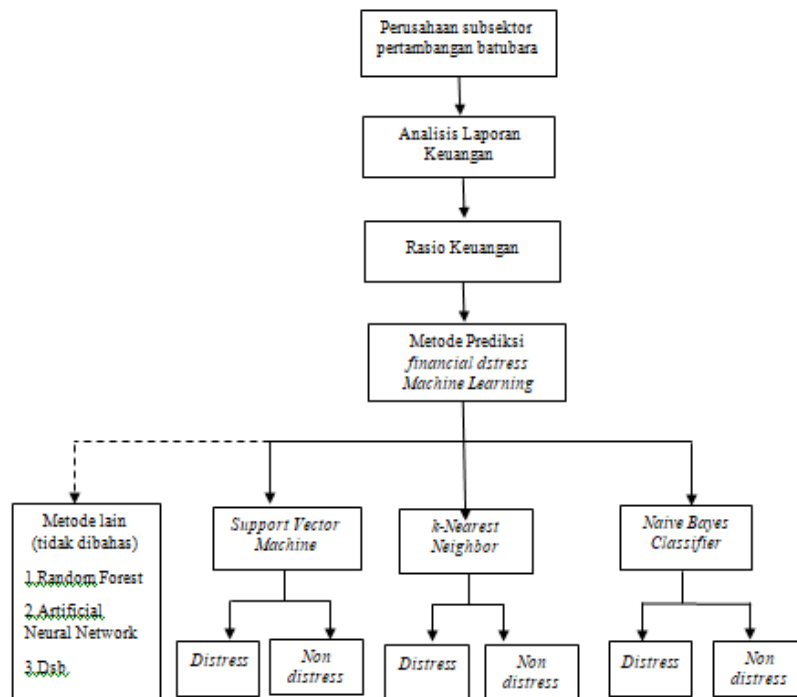 Perusahaan subsektor
pertambangan batubara
Analisis Laporan
Keuangan
Rasio Keuangan
Metode Prediksi
financial dstress
Machine Learning
Metode lain
(tidak dibahas)
1.Random Forest
2.Artificial
Neural Network
3.Dsb.
Support Vector
Machine
k-Nearest
Neighbor
Naive Bayes
Classifier
Distress
Non
distress
Distress
Non
distress
Distress
Non
distress